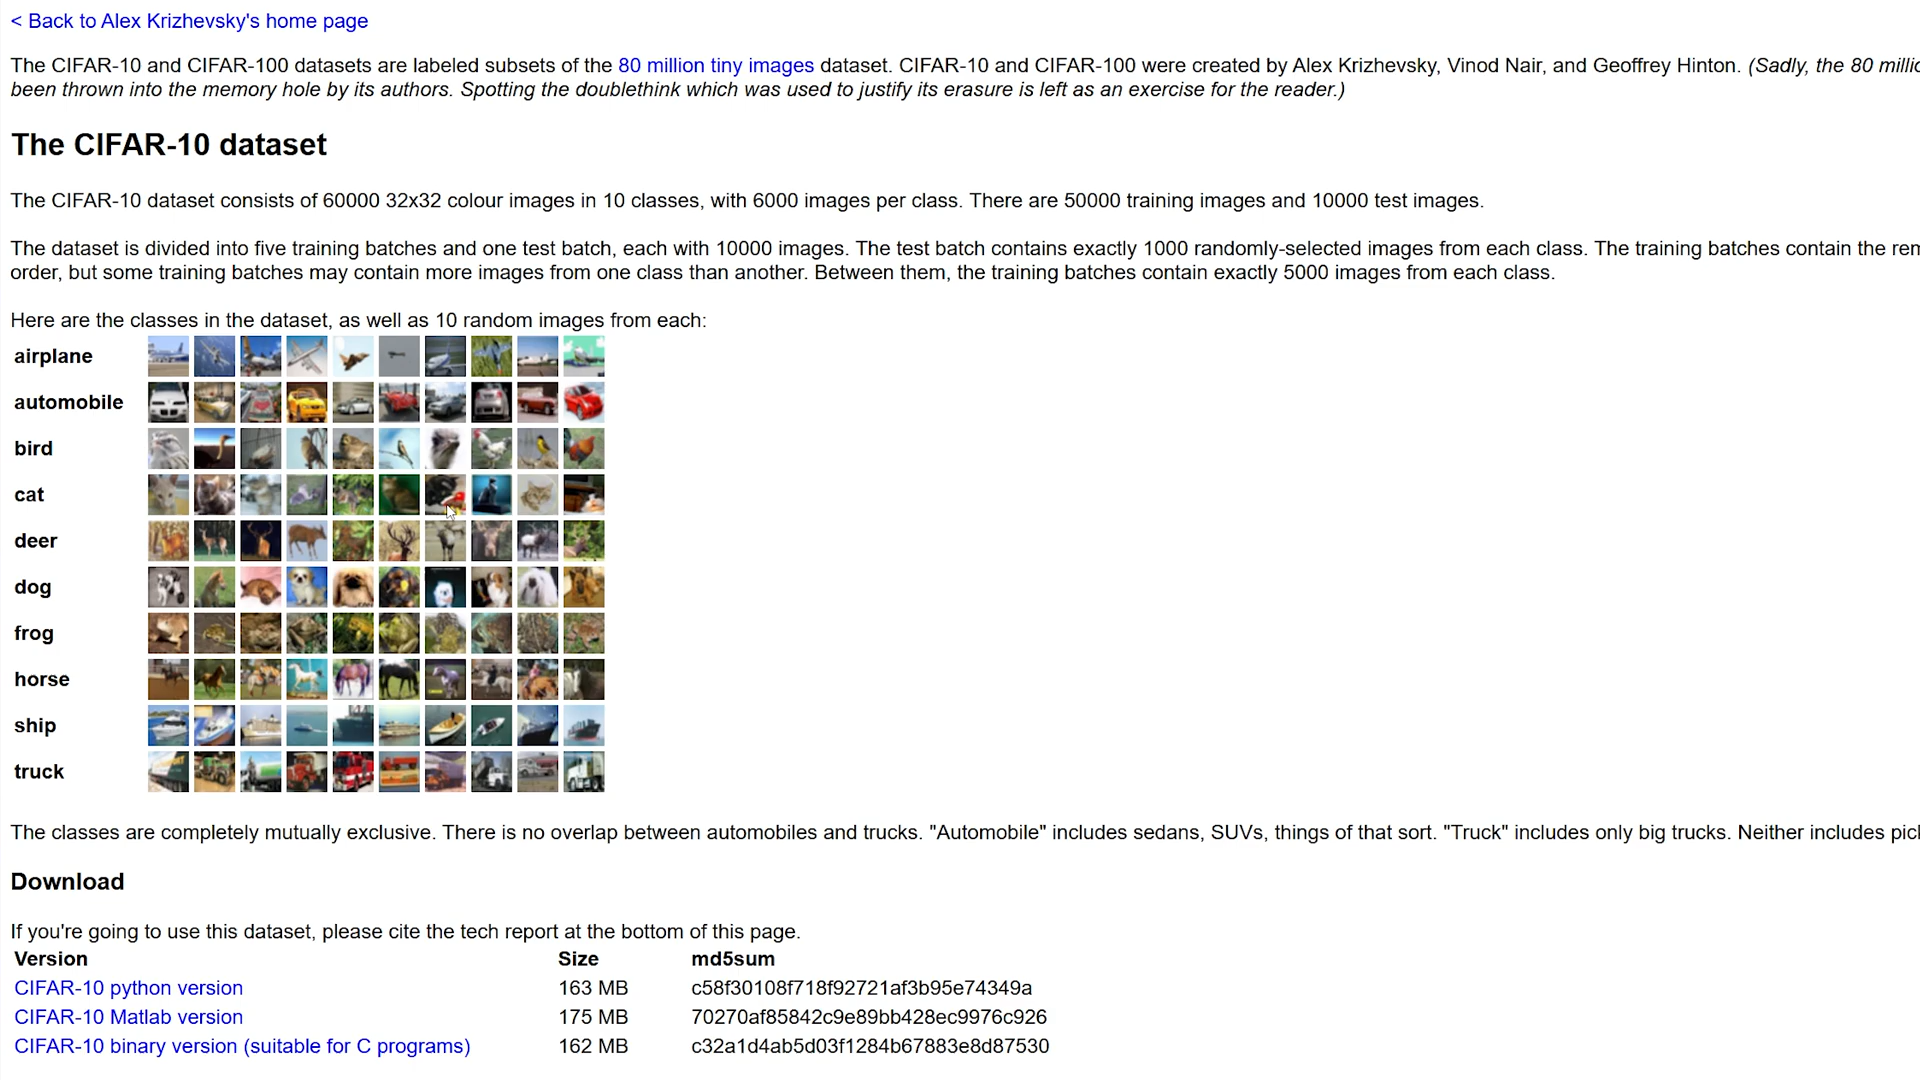 < Back to Alex Krizhevsky's home page
The CIFAR-10 and CIFAR-100 datasets are labeled subsets of the 80 million tiny images dataset. CIFAR-10 and CIFAR-100 were created by Alex Krizhevsky, Vinod Nair, and Geoffrey Hinton. (Sadly, the 80
been thrown into the memory hole by its authors. Spotting the doublethink which was used to justify its erasure is left as an exercise for the reader.)
The CIFAR-10 dataset
The CIFAR-10 dataset consists of 60000 32x32 colour images in 10 classes, with 6000 images per class. There are 50000 training images and 10000 test images.
The dataset is divided into five training batches and one test batch, each with 10000 images. The test batch contains exactly 1000 randomly-selected images from each class. The training batches contain the
order, but some training batches may contain more images from one class than another. Between them, the training batches contain exactly 5000 images from each class.
Here are the classes in the dataset, as well as 10 random images from each:
airplane
automobile
bird
cat
deer
dog
frog
horse
ship
truck
The classes are completely mutually exclusive. There is no overlap between automobiles and trucks. "Automobile" includes sedans, SUVs, things of that sort. "Truck" includes only big trucks. Neither includes
Download
If you're going to use this dataset, please cite the tech report at the bottom of this page.
Version Size md5sum
CIFAR-10 python version 163 MB c58f30108f718f92721af3b95e74349a
CIFAR-10 Matlab version 175 MB 70270af85842c9e89bb428ec9976c926
CIFAR-10 binary version (suitable for C programs) 162 MB c32a1d4ab5d03f1284b67883e8d87530